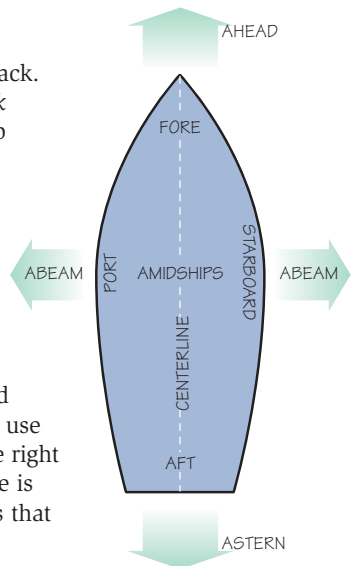 AHEAD
ack.
k
o
FORE
PORT
STARBOARD
ABEAM
AMIDSHIPS
ABEAM
CENTERLINE
d
use
e right
AFT
e is
s that
ASTERN